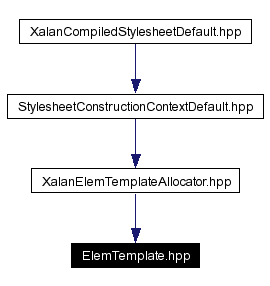 XalanCompiledStylesheetDefault.hpp
StylesheetConstructionContextDefault.hpp
XalanElemTemplateAllocator.hpp
ElemTemplate.hpp